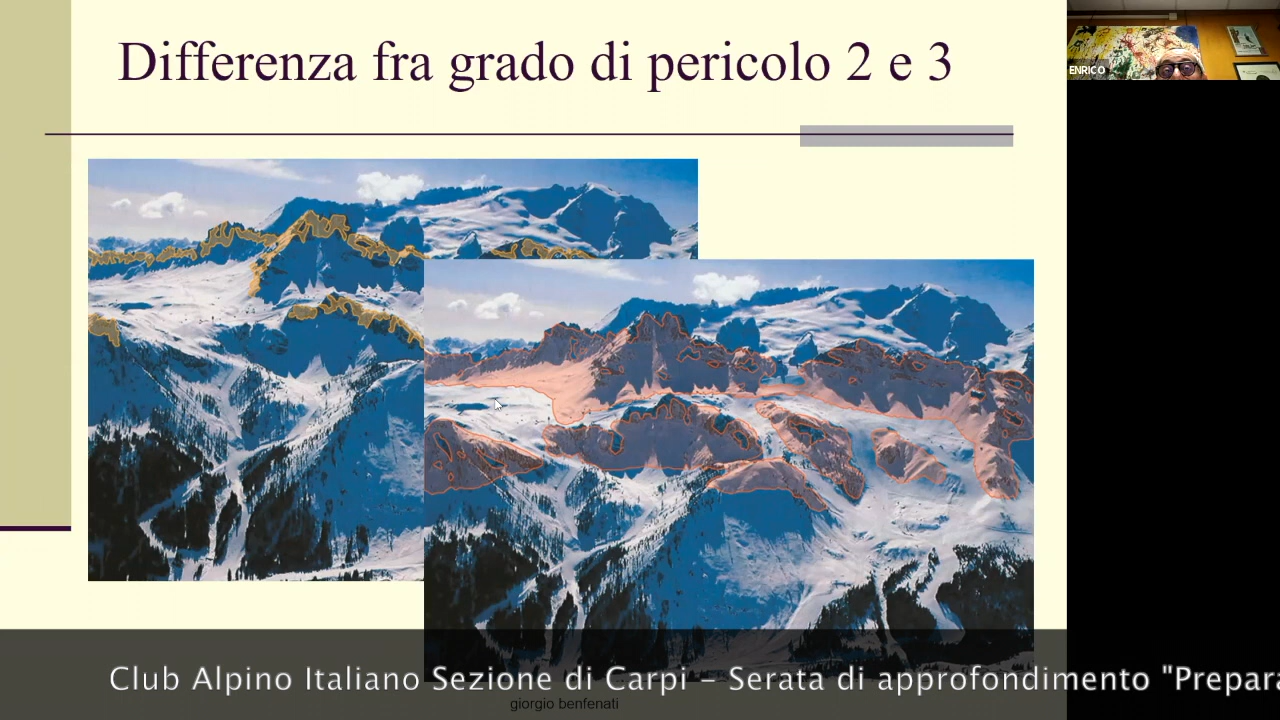 Differenza fra grado di pericolo 2 e 3
ENRICO
Club Alpino Italiano Sezione di Carpi – Serata di approfondimento "Prepara
giorgio benfenati